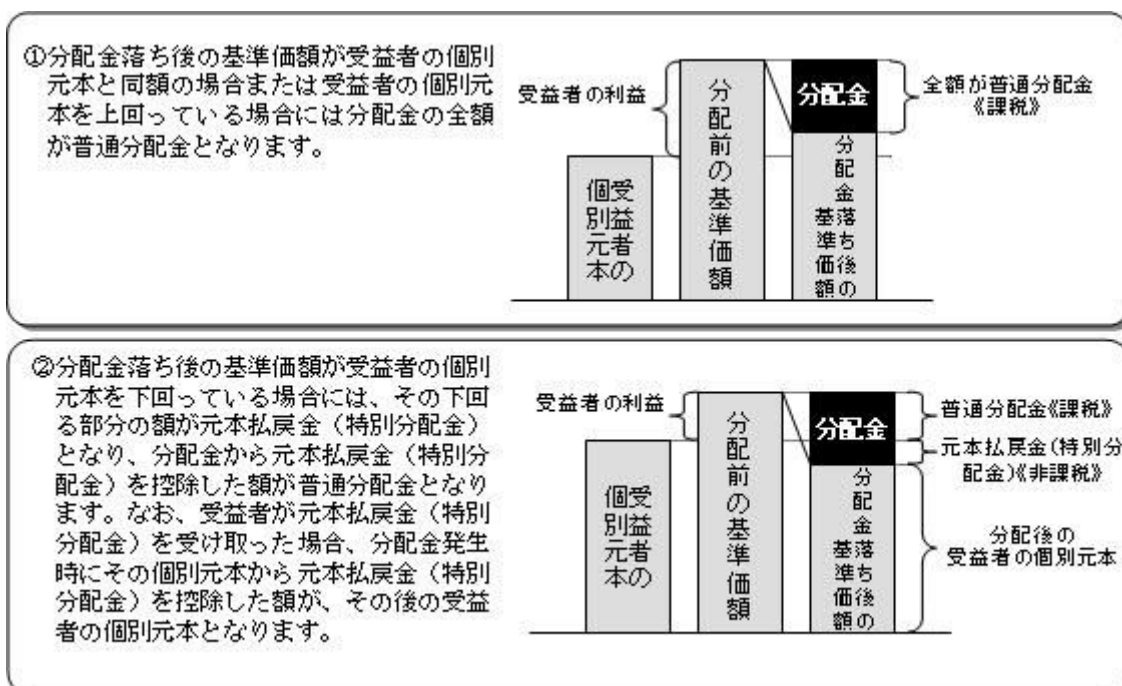 ①分配金落ち後の基準価額が受益者の個別
元本と同額の場合または受益者の個別元
本を上回っている場合には分配金の全額
が普通分配金となります。
受益者の利益
受益者の
個別元本
分配前の基準価額
分配金
分配金落ち後の
基準価額
全額が普通分配金
《課税》
②分配金落ち後の基準価額が受益者の個別
元本を下回っている場合には、その下回
る部分の額が元本払戻金（特別分配金）
となり、分配金から元本払戻金（特別分
配金）を控除した額が普通分配金となり
ます。なお、受益者が元本払戻金（特別
分配金）を受け取った場合、分配金発生
時にその個別元本から元本払戻金（特別
分配金）を控除した額が、その後の受益
者の個別元本となります。
受益者の利益
受益者の
個別元本
分配前の基準価額
分配金
分配金落ち後の
基準価額
普通分配金《課税》
元本払戻金(特別分
配金)《非課税》
分配後の
受益者の個別元本